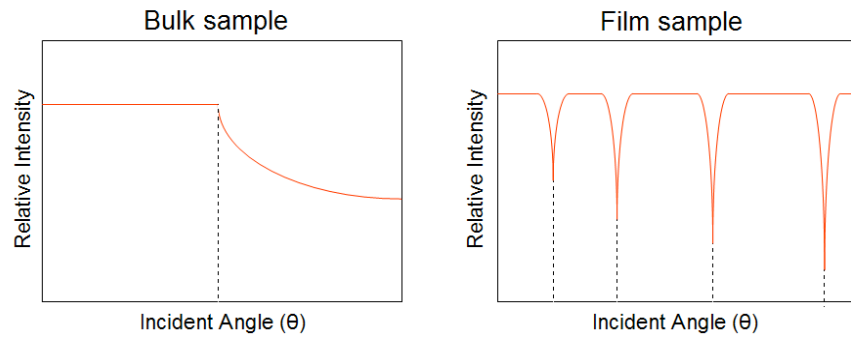 Bulk sample
Relative Intensity
Incident Angle (θ)
Film sample
Relative Intensity
Incident Angle (θ)